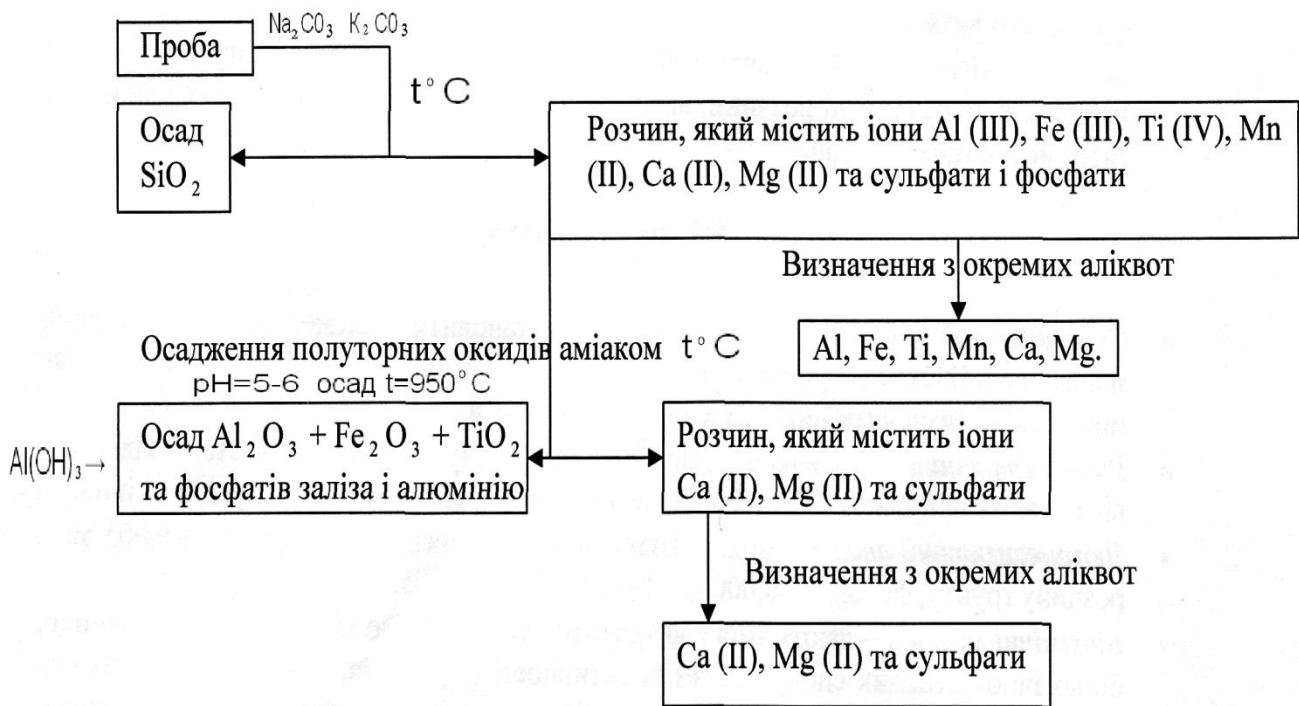 Na₂CO₃ K₂CO₃
Проба
t°C
Осад
SiO₂
Розчин, який містить іони Al (III), Fe (III), Ti (IV), Mn
(II), Ca (II), Mg (II) та сульфати і фосфати
Визначення з окремих аліквот
Al, Fe, Ti, Mn, Ca, Mg.
Осадження полуторних оксидів аміаком t°C
pH=5-6 осад t=950°C
Al(OH)₃→
Осад Al₂O₃ + Fe₂O₃ + TiO₂
та фосфатів заліза і алюмінію
Розчин, який містить іони
Ca (II), Mg (II) та сульфати
Визначення з окремих аліквот
Ca (II), Mg (II) та сульфати